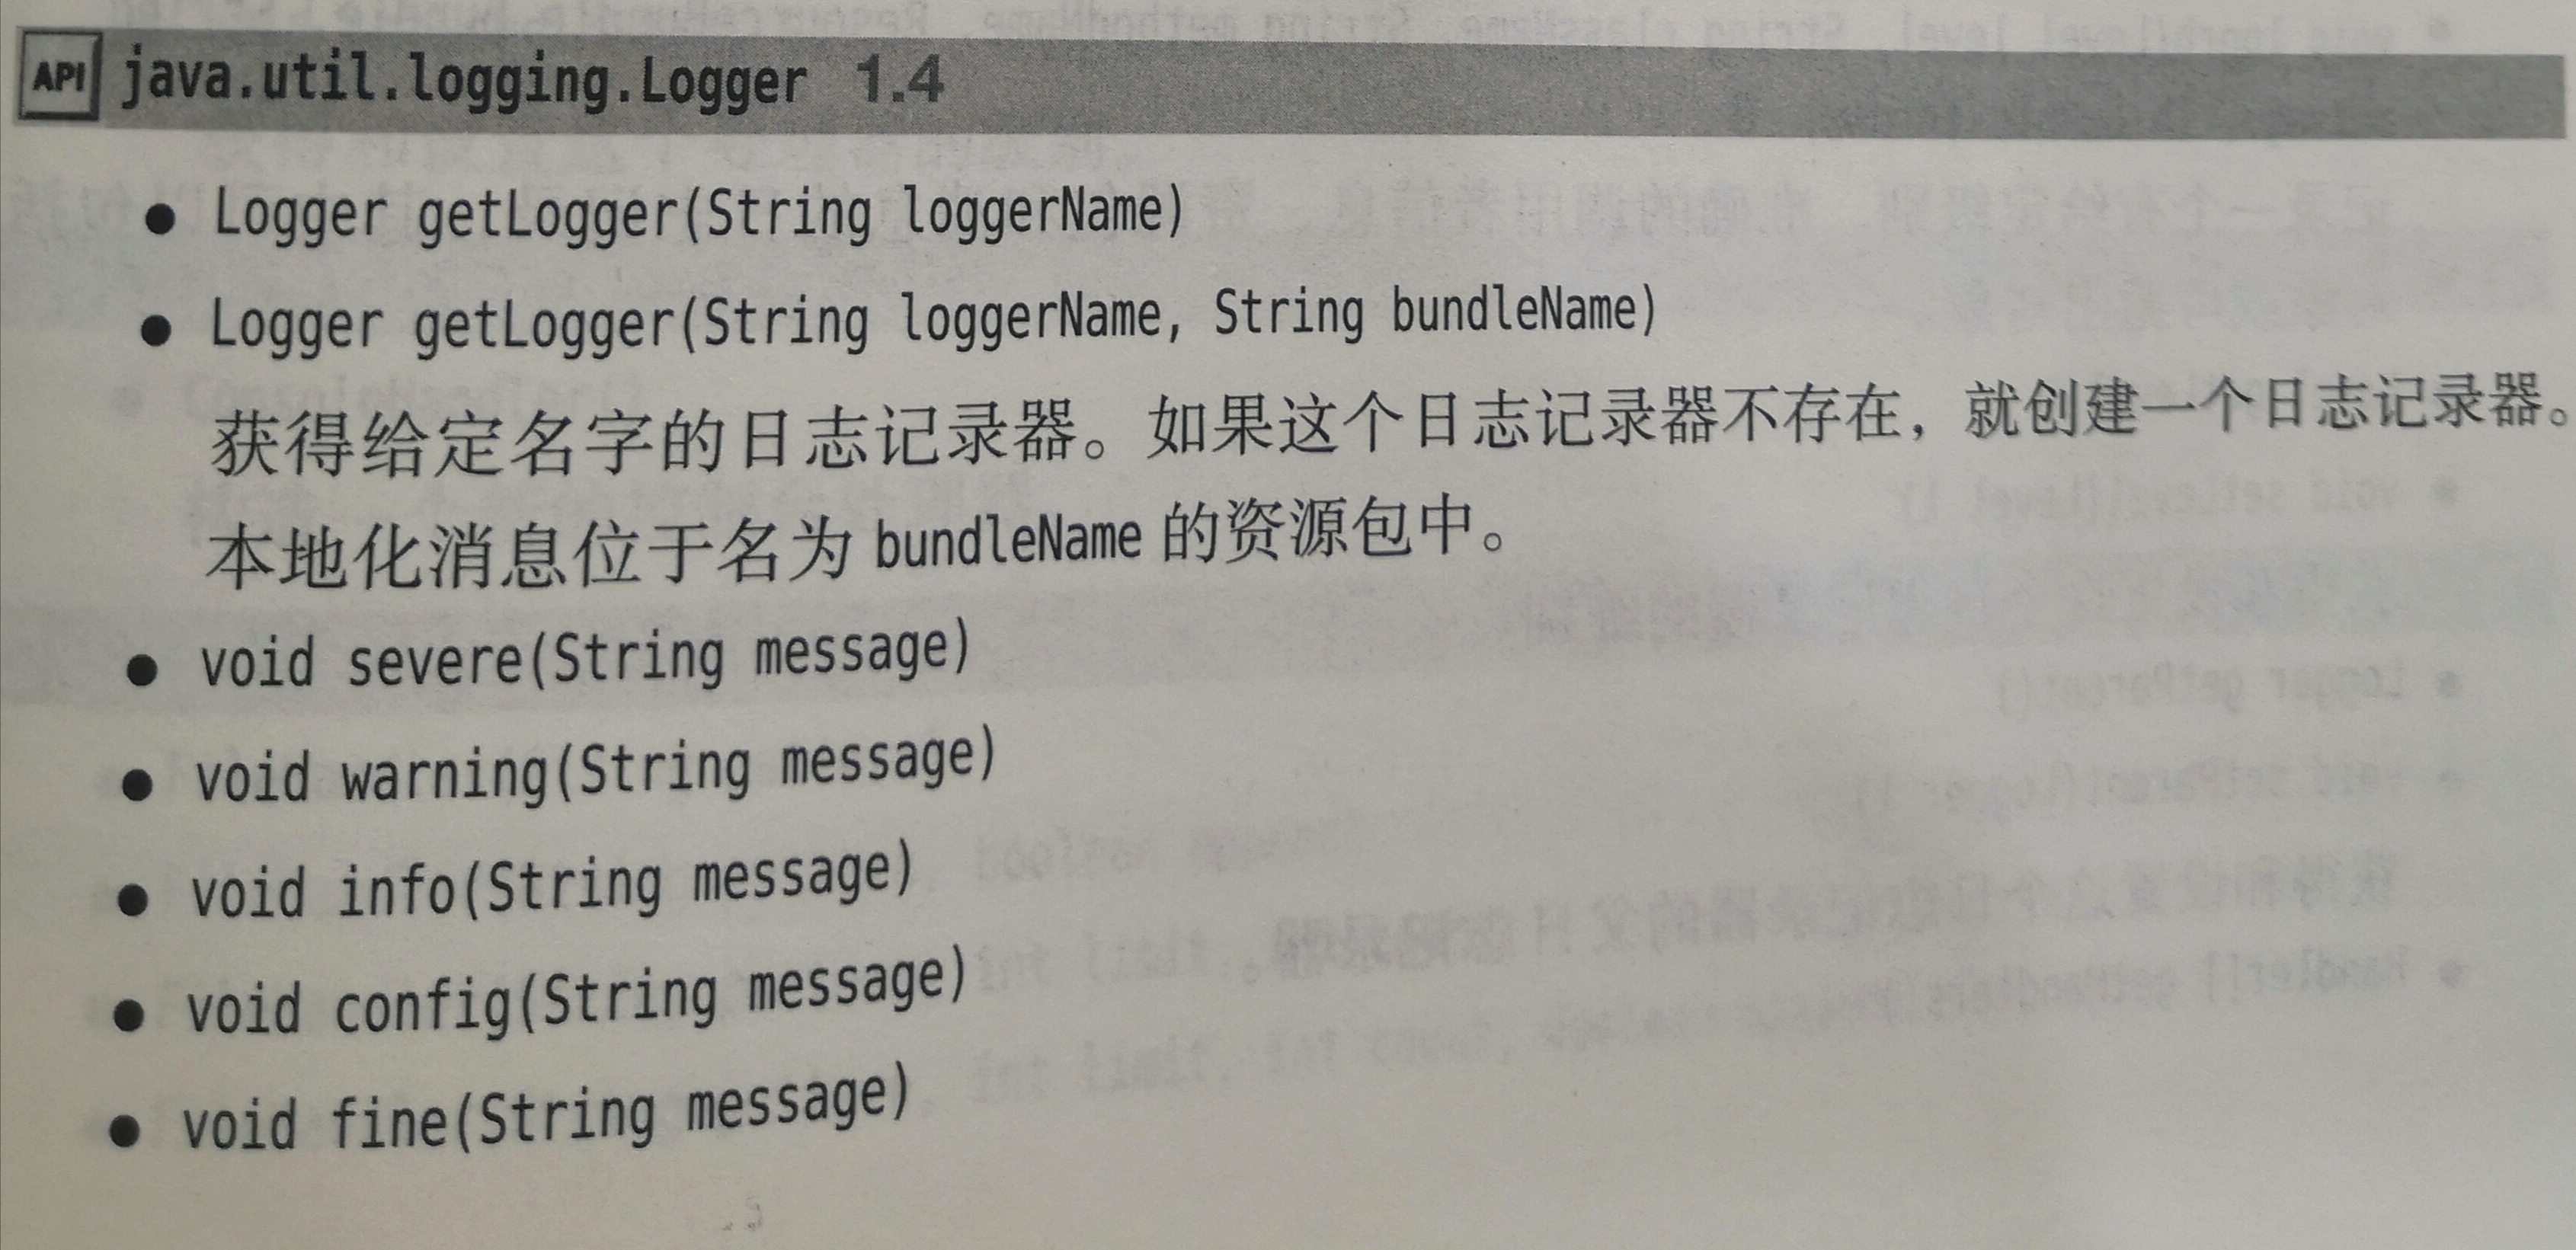 API java.util.logging.Logger 1.4
● Logger getLogger(String loggerName)
● Logger getLogger(String loggerName, String bundleName)
获得给定名字的日志记录器。如果这个日志记录器不存在，就创建一个日志记录器。
本地化消息位于名为 bundleName 的资源包中。
● void severe(String message)
● void warning(String message)
● void info(String message)
● void config(String message)
● void fine(String message)